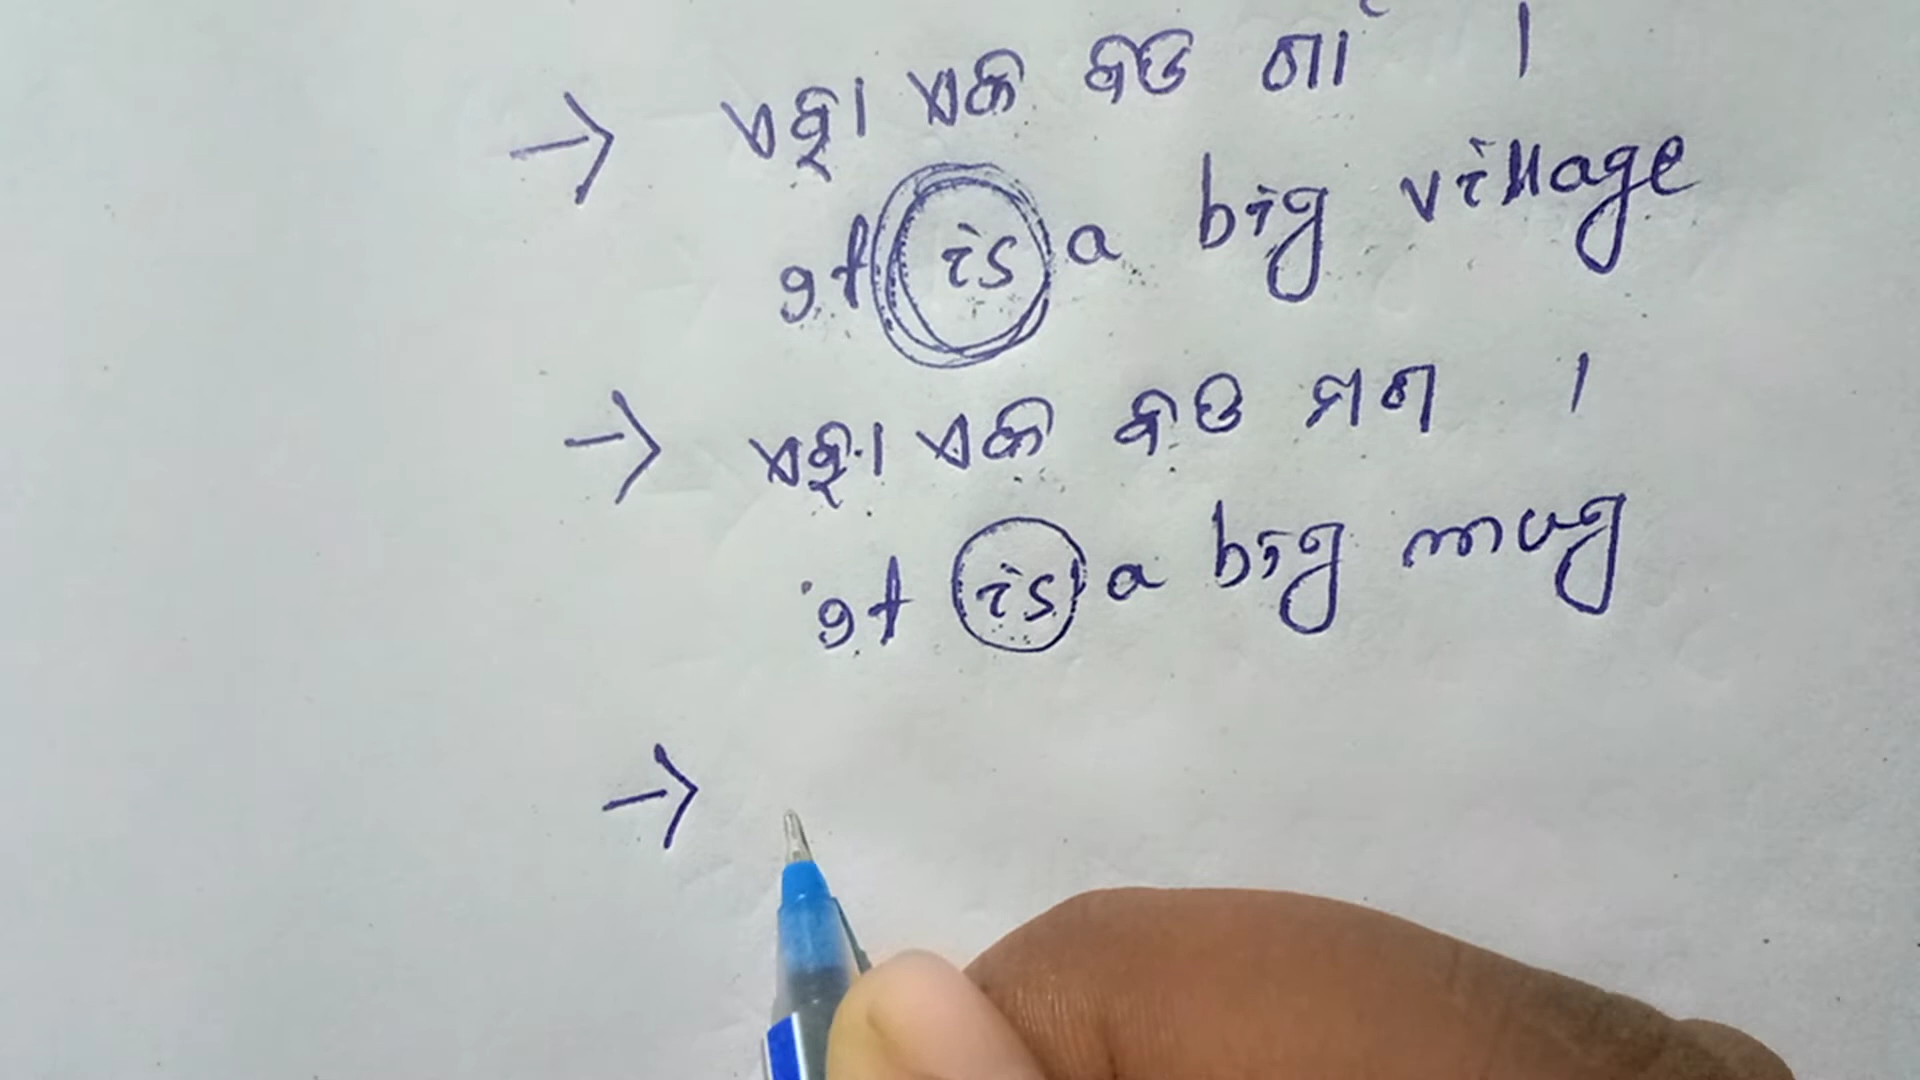 → ଏହା ଏକ ବଡ ଗାଁ ।
It is a big village
→ ଏହା ଏକ ବଡ ମଗ ।
It is a big mug
→